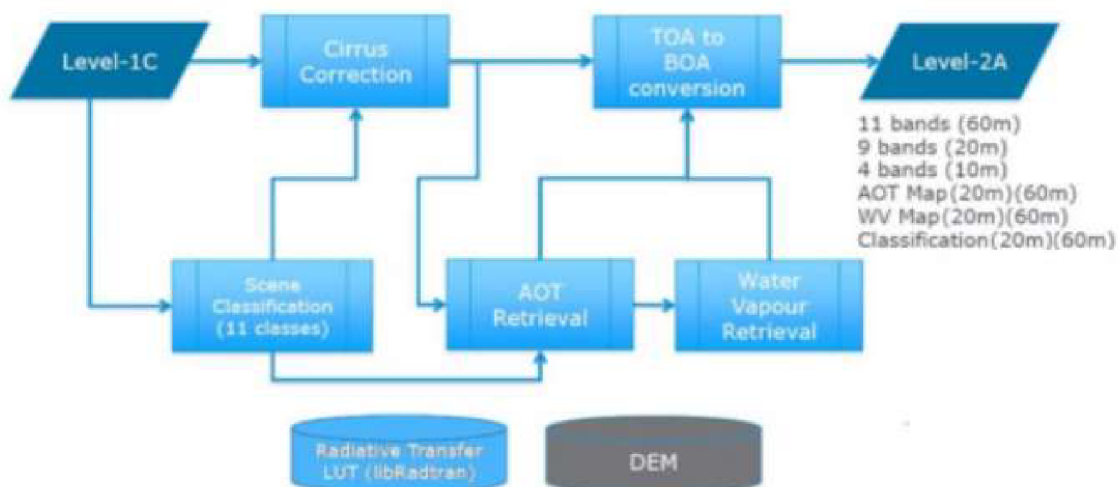 Level-1C
Cirrus
Correction
TOA to
BOA
conversion
Level-2A
11 bands (60m)
9 bands (20m)
4 bands (10m)
AOT Map(20m)(60m)
WV Map(20m)(60m)
Classification(20m)(60m)
Scene
Classification
(11 classes)
AOT
Retrieval
Water
Vapour
Retrieval
Radiative Transfer
LUT (libRadtran)
DEM